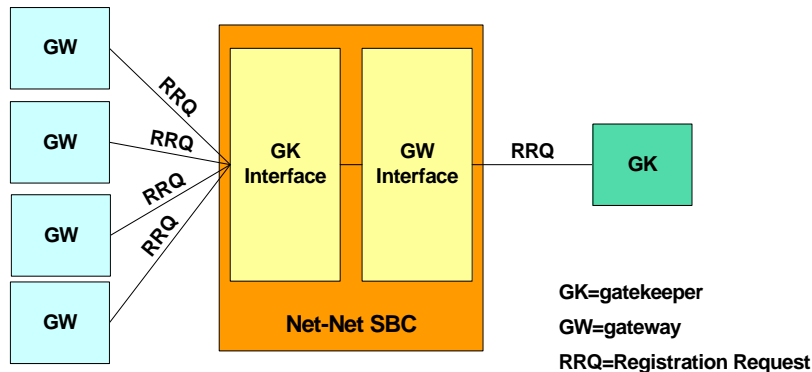 GW
GW
GW
GW
RRQ
RRQ
RRQ
RRQ
GK
Interface
GW
Interface
Net-Net SBC
RRQ
GK
GK=gatekeeper
GW=gateway
RRQ=Registration Request